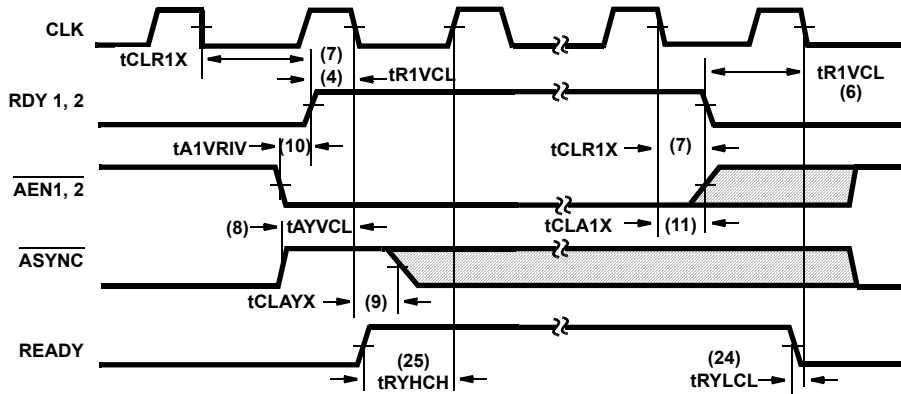 CLK
tCLR1X
(7)
(4)
tR1VCL
tR1VCL
(6)
RDY 1, 2
tA1VRIV
(10)
tCLR1X
(7)
AEN1, 2
(8)
tAYVCL
tCLA1X
(11)
ASYNC
tCLAYX
(9)
READY
(25)
tRYHCH
(24)
tRYLCL